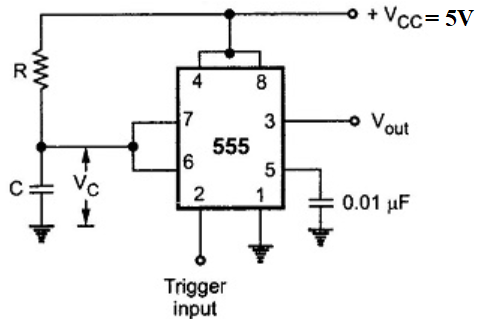 + VCC = 5V
R
4 8
7
3
Vout
555
6
5
C
VC
2 1
0.01 µF
Trigger
input